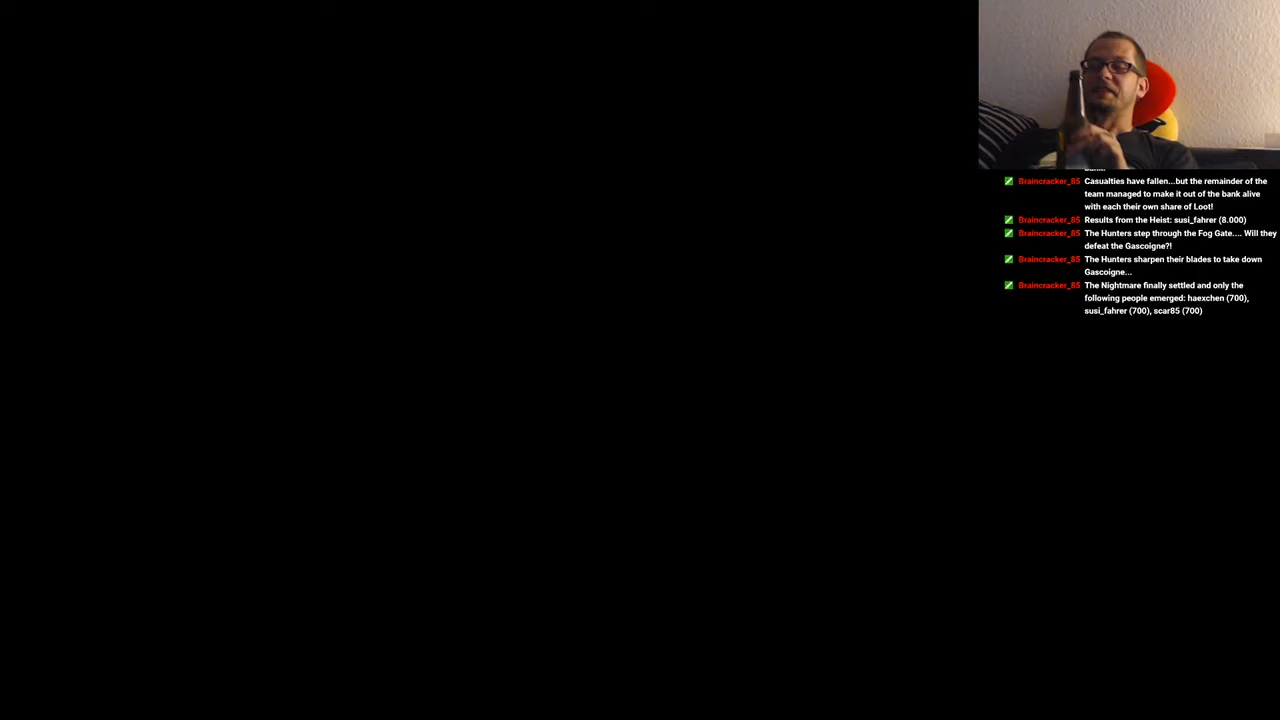 Braincracker_85 Casualties have fallen...but the remainder of the
team managed to make it out of the bank alive
with each their own share of Loot!
Braincracker_85 Results from the Heist: susi_fahrer (8.000)
Braincracker_85 The Hunters step through the Fog Gate.... Will they
defeat the Gascoigne?!
Braincracker_85 The Hunters sharpen their blades to take down
Gascoigne...
Braincracker_85 The Nightmare finally settled and only the
following people emerged: haexchen (700),
susi_fahrer (700), scar85 (700)